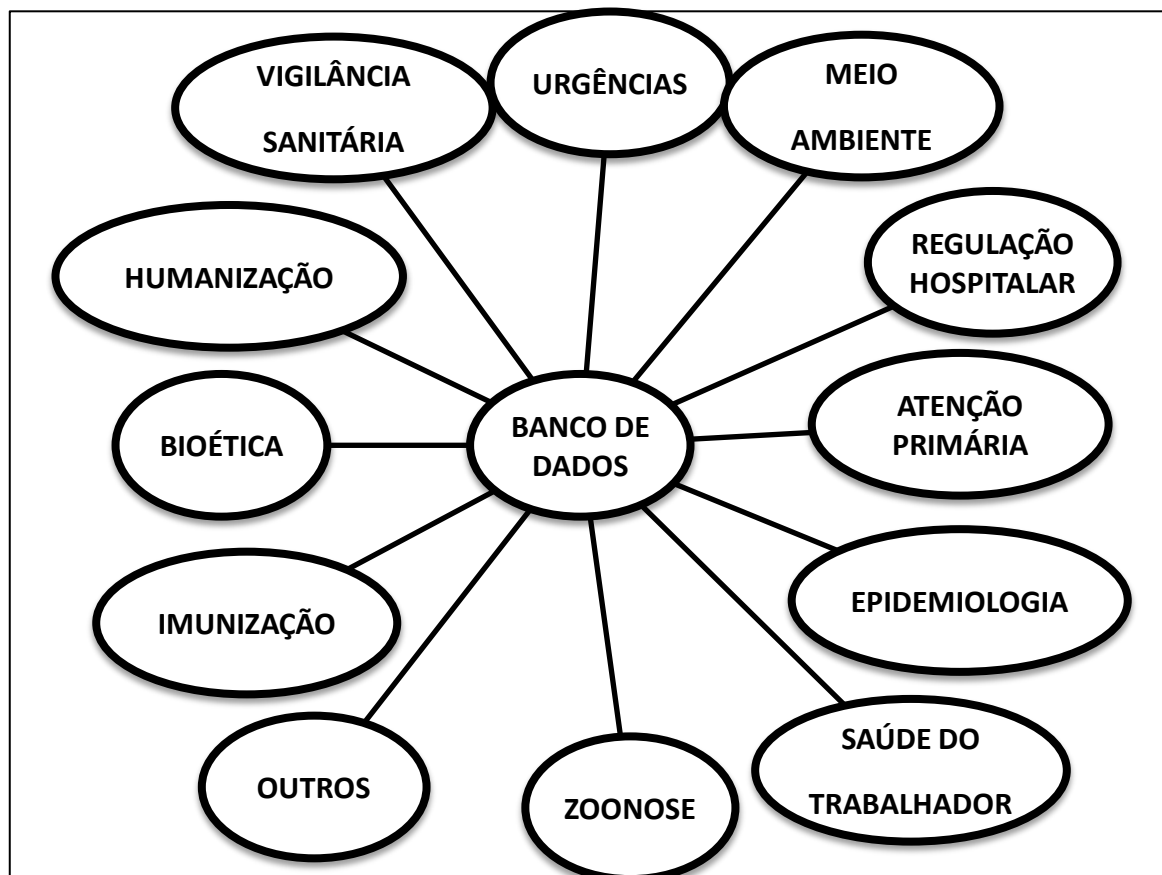 VIGILÂNCIA
SANITÁRIA
URGÊNCIAS
MEIO
AMBIENTE
HUMANIZAÇÃO
REGULAÇÃO
HOSPITALAR
BIOÉTICA
BANCO DE
DADOS
ATENÇÃO
PRIMÁRIA
IMUNIZAÇÃO
EPIDEMIOLOGIA
OUTROS
ZOONOSE
SAÚDE DO
TRABALHADOR